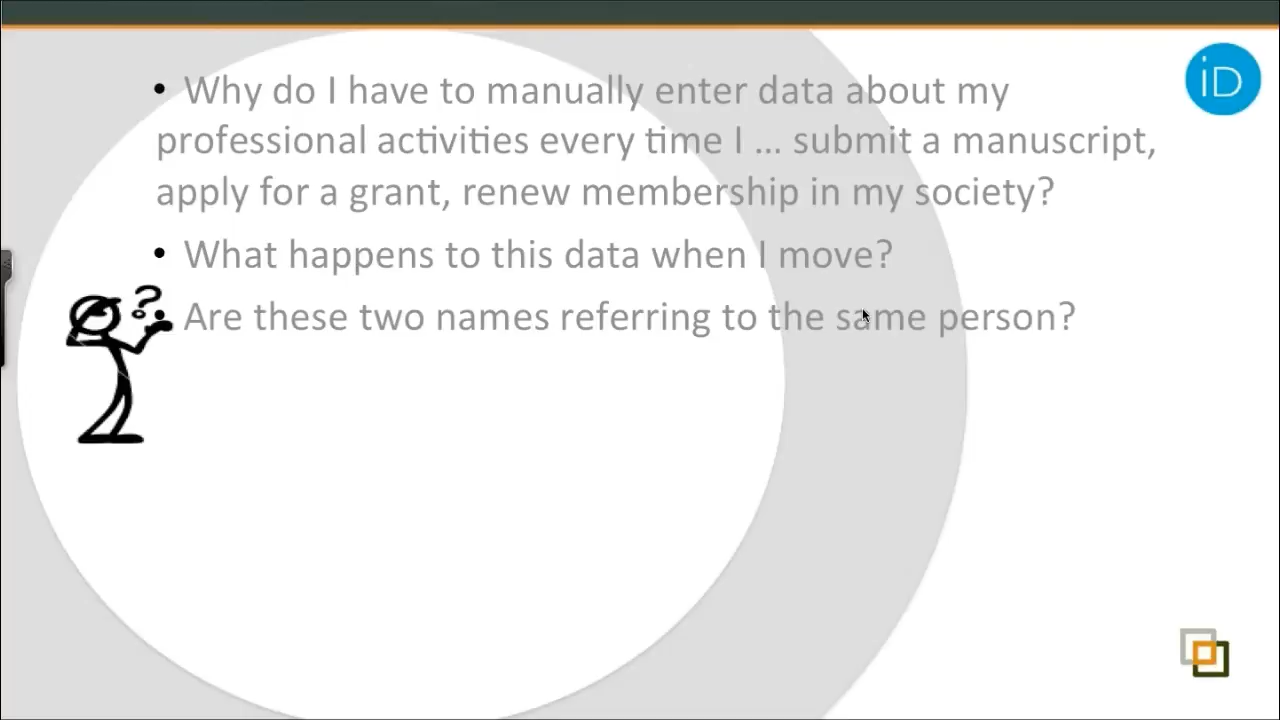 iD
• Why do I have to manually enter data about my
professional activities every time I ... submit a manuscript,
apply for a grant, renew membership in my society?
• What happens to this data when I move?
?
• Are these two names referring to the same person?